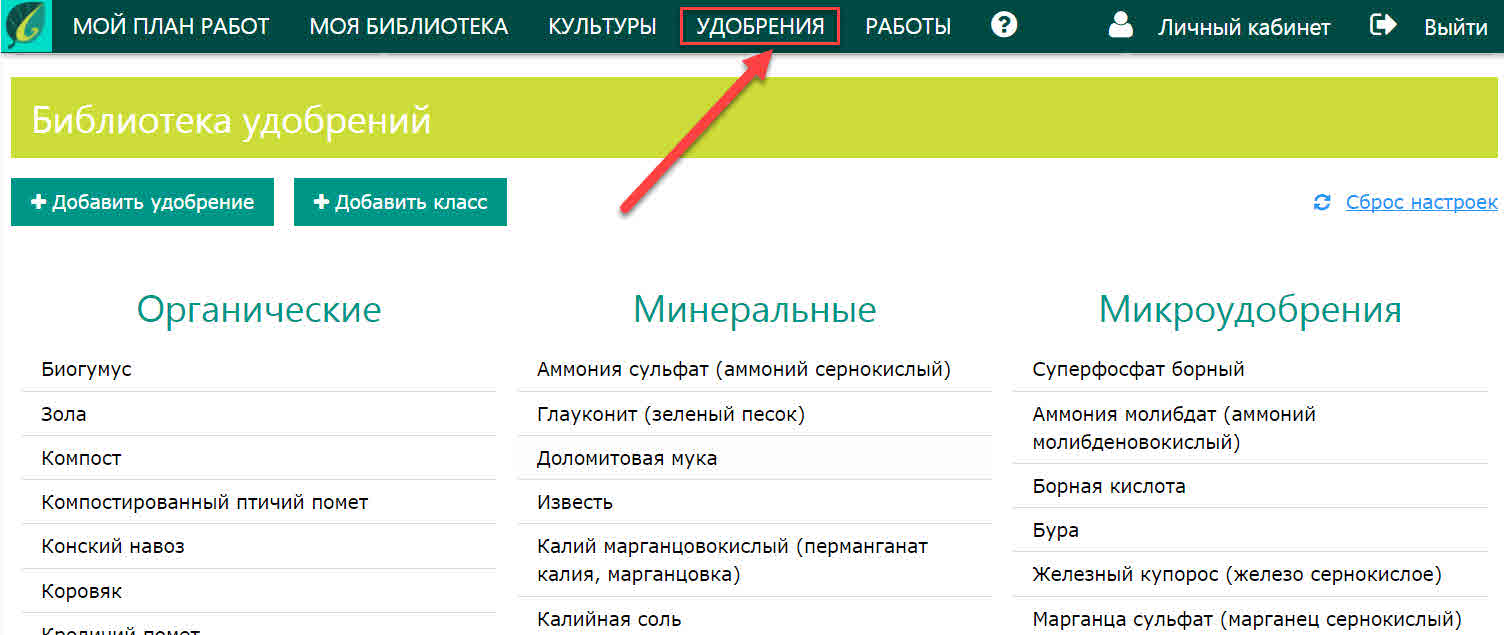 МОЙ ПЛАН РАБОТ МОЯ БИБЛИОТЕКА КУЛЬТУРЫ УДОБРЕНИЯ РАБОТЫ ? Личный кабинет Выйти
Библиотека удобрений
+ Добавить удобрение + Добавить класс Сброс настроек
Органические
Биогумус
Зола
Компост
Компостированный птичий помет
Конский навоз
Коровяк
Кроличий помет
Минеральные
Аммония сульфат (аммоний сернокислый)
Глауконит (зеленый песок)
Доломитовая мука
Известь
Калий марганцовокислый (перманганат
калия, марганцовка)
Калийная соль
Микроудобрения
Суперфосфат борный
Аммония молибдат (аммоний
молибденовокислый)
Борная кислота
Бура
Железный купорос (железо сернокислое)
Марганца сульфат (марганец сернокислый)